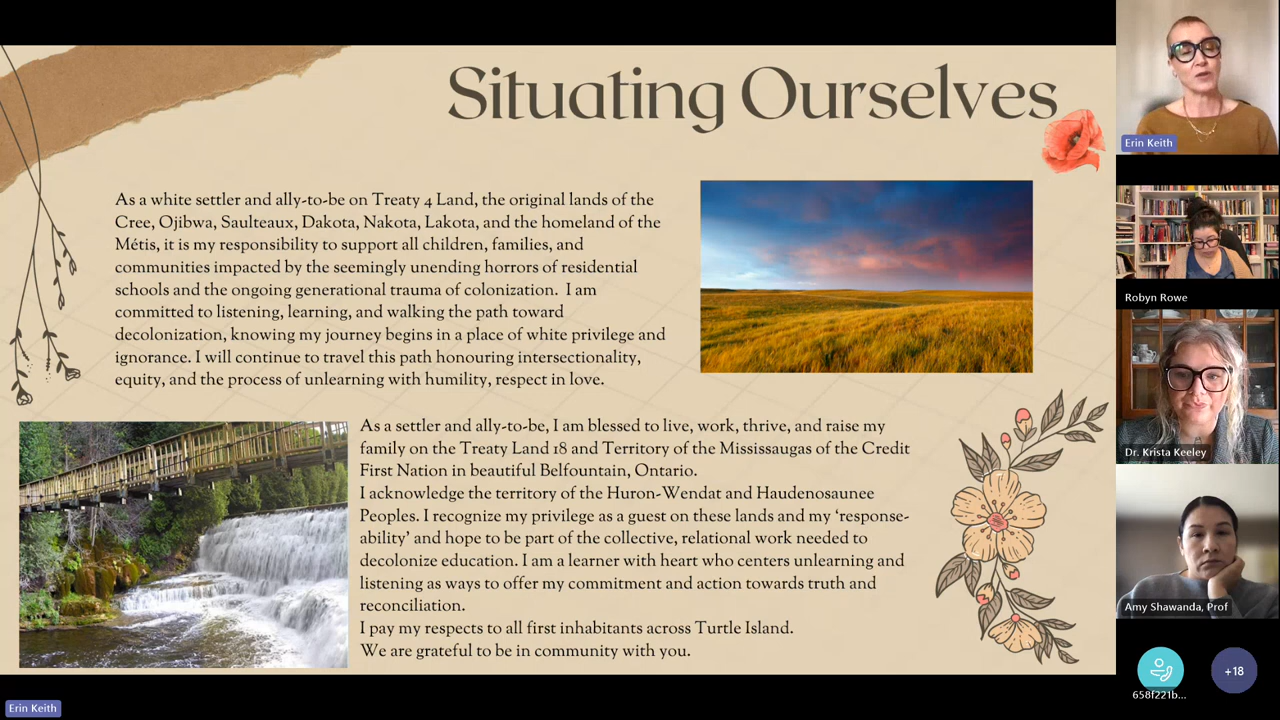 Situating Ourselves
As a white settler and ally-to-be on Treaty 4 Land, the original lands of the
Cree, Ojibwa, Saulteaux, Dakota, Nakota, Lakota, and the homeland of the
Métis, it is my responsibility to support all children, families, and
communities impacted by the seemingly unending horrors of residential
schools and the ongoing generational trauma of colonization. I am
committed to listening, learning, and walking the path toward
decolonization, knowing my journey begins in a place of white privilege and
ignorance. I will continue to travel this path honouring intersectionality,
equity, and the process of unlearning with humility, respect in love.
As a settler and ally-to-be, I am blessed to live, work, thrive, and raise my
family on the Treaty Land 18 and Territory of the Mississaugas of the Credit
First Nation in beautiful Belfountain, Ontario.
I acknowledge the territory of the Huron-Wendat and Haudenosaunee
Peoples. I recognize my privilege as a guest on these lands and my ‘response-
ability’ and hope to be part of the collective, relational work needed to
decolonize education. I am a learner with heart who centers unlearning and
listening as ways to offer my commitment and action towards truth and
reconciliation.
I pay my respects to all first inhabitants across Turtle Island.
We are grateful to be in community with you.
Erin Keith
Erin Keith
Robyn Rowe
Dr. Krista Keeley
Amy Shawanda, Prof
658f221b...
+18